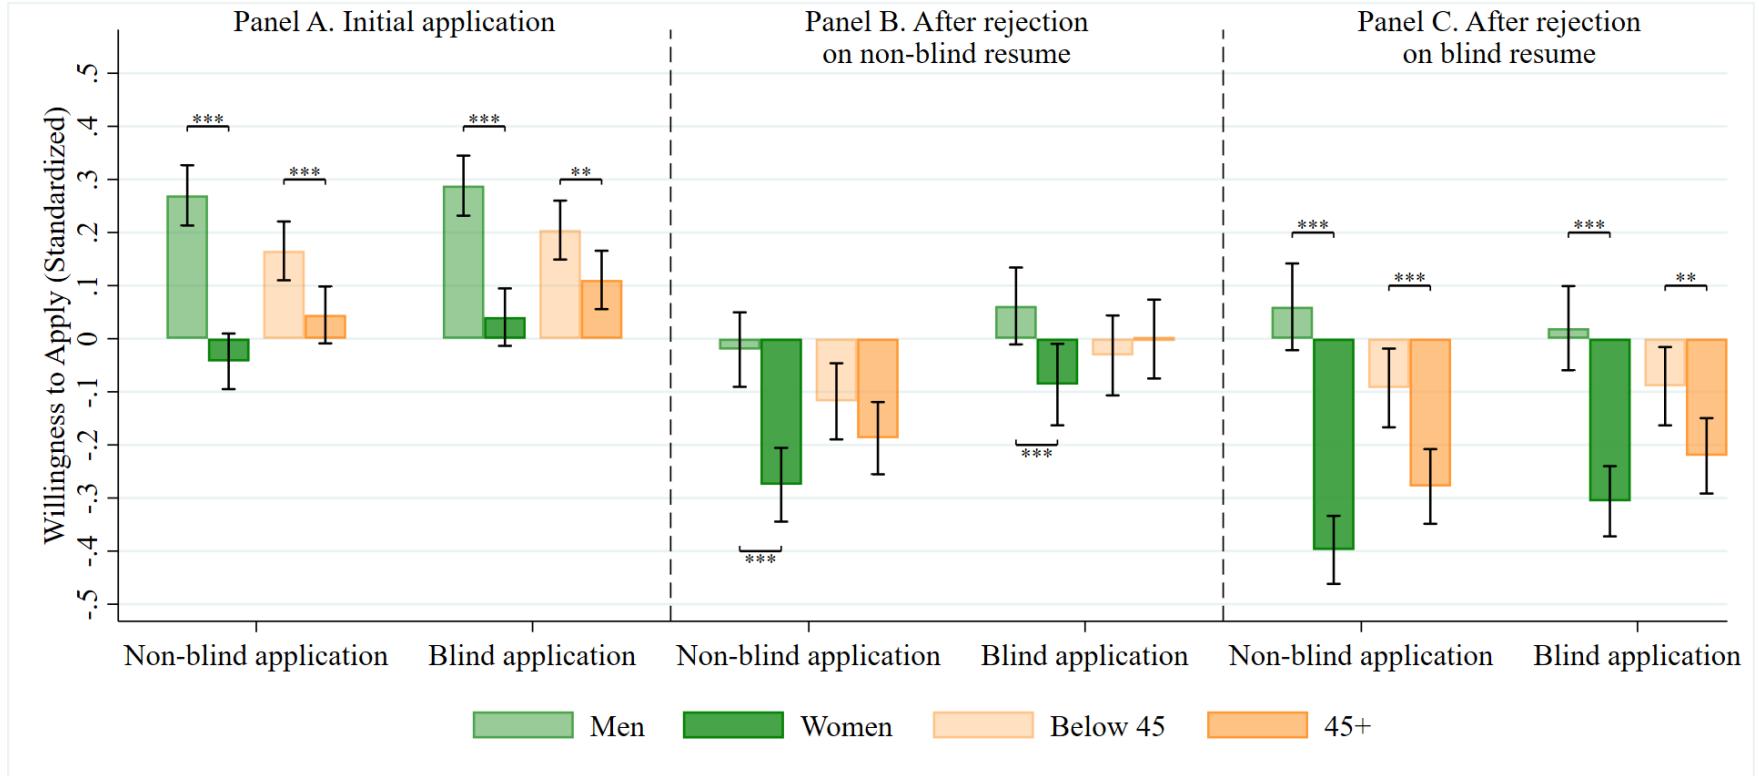 Panel A. Initial application
Panel B. After rejection
on non-blind resume
Panel C. After rejection
on blind resume
Willingness to Apply (Standardized)
.5
.4
.3
.2
.1
0
-.1
-.2
-.3
-.4
-.5
***
***
***
**
***
***
***
***
***
**
Non-blind application
Blind application
Non-blind application
Blind application
Non-blind application
Blind application
Men
Women
Below 45
45+